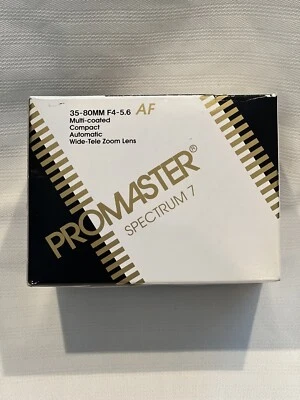 35-80MM F4-5.6 AF
Multi-coated
Compact
Automatic
Wide-Tele Zoom Lens
PROMASTER®
SPECTRUM 7